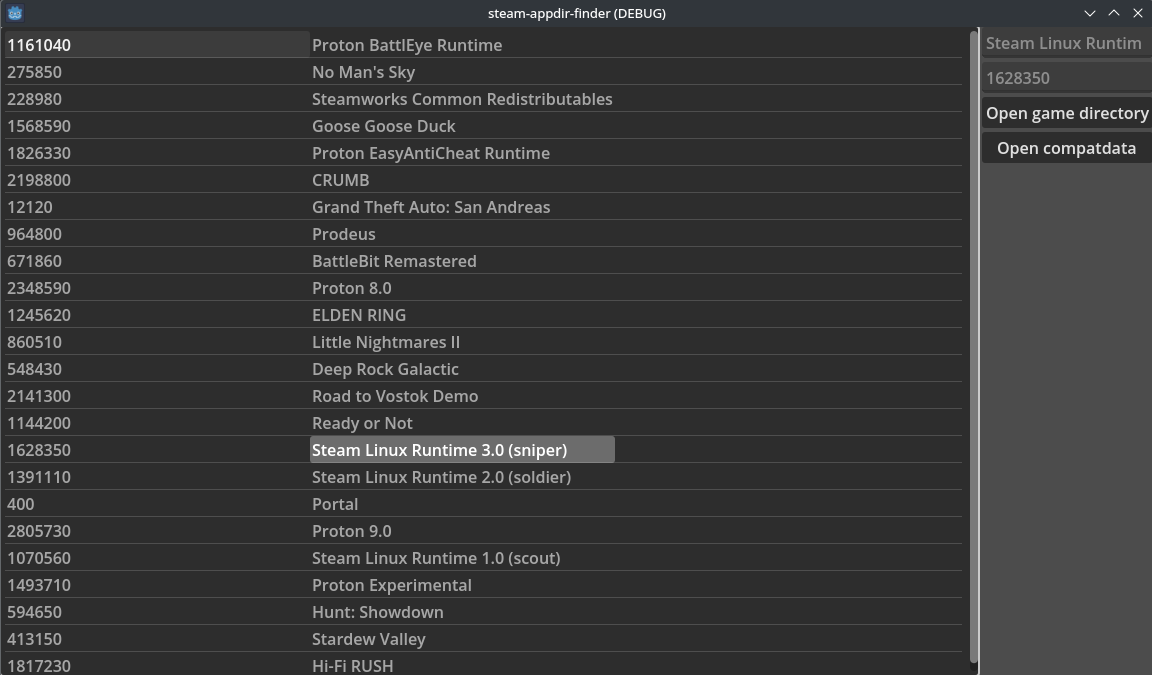 steam-appdir-finder (DEBUG)
1161040 Proton BattlEye Runtime
275850 No Man's Sky
228980 Steamworks Common Redistributables
1568590 Goose Goose Duck
1826330 Proton EasyAntiCheat Runtime
2198800 CRUMB
12120 Grand Theft Auto: San Andreas
964800 Prodeus
671860 BattleBit Remastered
2348590 Proton 8.0
1245620 ELDEN RING
860510 Little Nightmares II
548430 Deep Rock Galactic
2141300 Road to Vostok Demo
1144200 Ready or Not
1628350 Steam Linux Runtime 3.0 (sniper)
1391110 Steam Linux Runtime 2.0 (soldier)
400 Portal
2805730 Proton 9.0
1070560 Steam Linux Runtime 1.0 (scout)
1493710 Proton Experimental
594650 Hunt: Showdown
413150 Stardew Valley
1817230 Hi-Fi RUSH
Steam Linux Runtim
1628350
Open game directory
Open compatdata